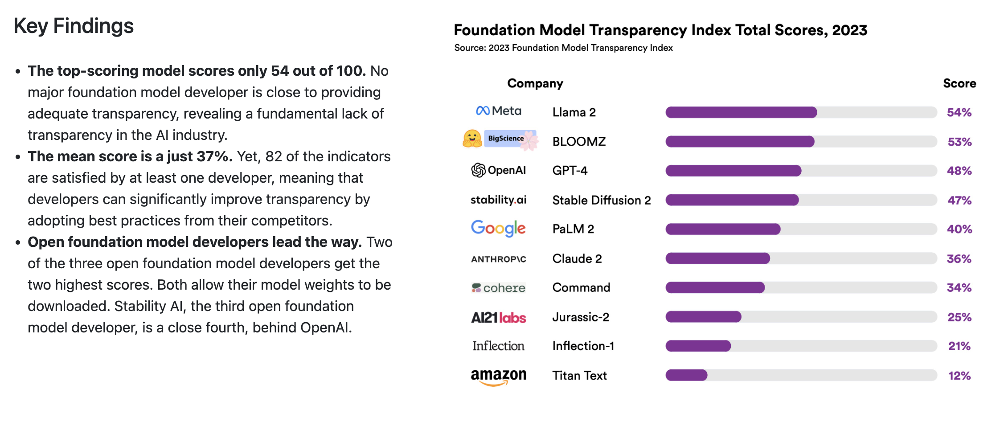 Key Findings
• The top-scoring model scores only 54 out of 100. No
major foundation model developer is close to providing
adequate transparency, revealing a fundamental lack of
transparency in the AI industry.
• The mean score is a just 37%. Yet, 82 of the indicators
are satisfied by at least one developer, meaning that
developers can significantly improve transparency by
adopting best practices from their competitors.
• Open foundation model developers lead the way. Two
of the three open foundation model developers get the
two highest scores. Both allow their model weights to be
downloaded. Stability AI, the third open foundation
model developer, is a close fourth, behind OpenAI.
Foundation Model Transparency Index Total Scores, 2023
Source: 2023 Foundation Model Transparency Index
Company Score
Meta Llama 2 54%
BigScience BLOOMZ 53%
OpenAI GPT-4 48%
stability.ai Stable Diffusion 2 47%
Google PaLM 2 40%
ANTHROP\C Claude 2 36%
cohere Command 34%
AI21labs Jurassic-2 25%
Inflection Inflection-1 21%
amazon Titan Text 12%